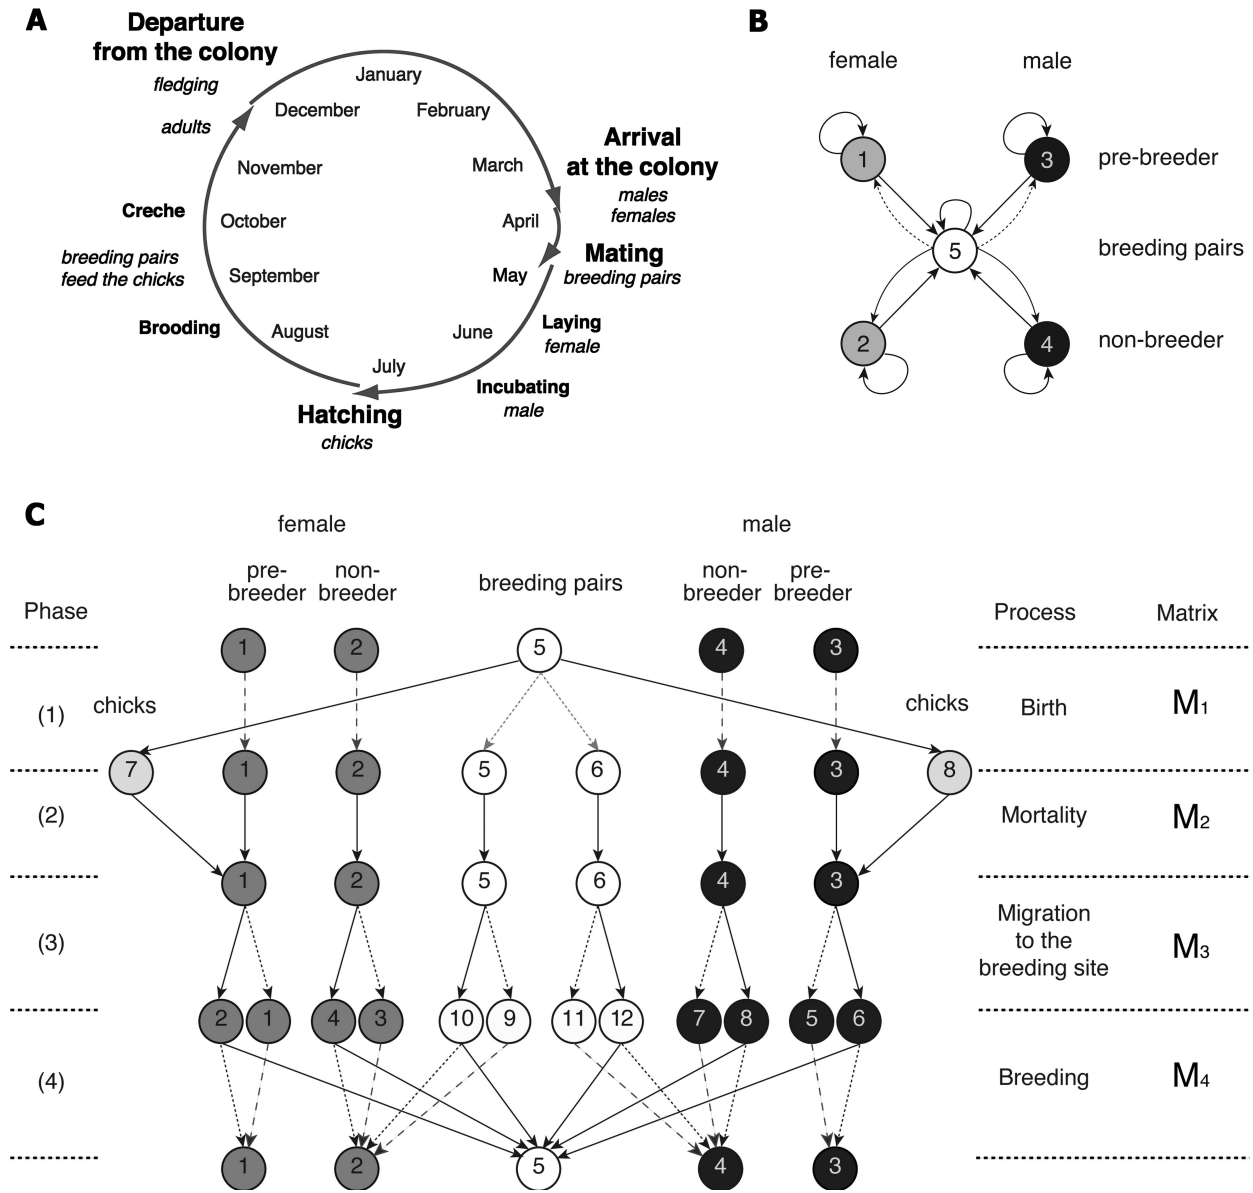 A
Departure
from the colony
fledging
adults
January
December
February
November
March
October
April
September
May
August
June
July
Arrival
at the colony
males
females
Mating
breeding pairs
Laying
female
Incubating
male
Hatching
chicks
Creche
breeding pairs
feed the chicks
Brooding
B
female male
1 3 pre-breeder
5 breeding pairs
2 4 non-breeder
C
female male
pre-
breeder
non-
breeder
breeding pairs
non-
breeder
pre-
breeder
Phase Process Matrix
1 2 5 4 3
(1) chicks chicks Birth M1
7 1 2 5 6 4 3 8
(2) Mortality M2
1 2 5 6 4 3
(3) Migration
to the
breeding site
M3
2 1 4 3 10 9 11 12 7 8 5 6
(4) Breeding M4
1 2 5 4 3